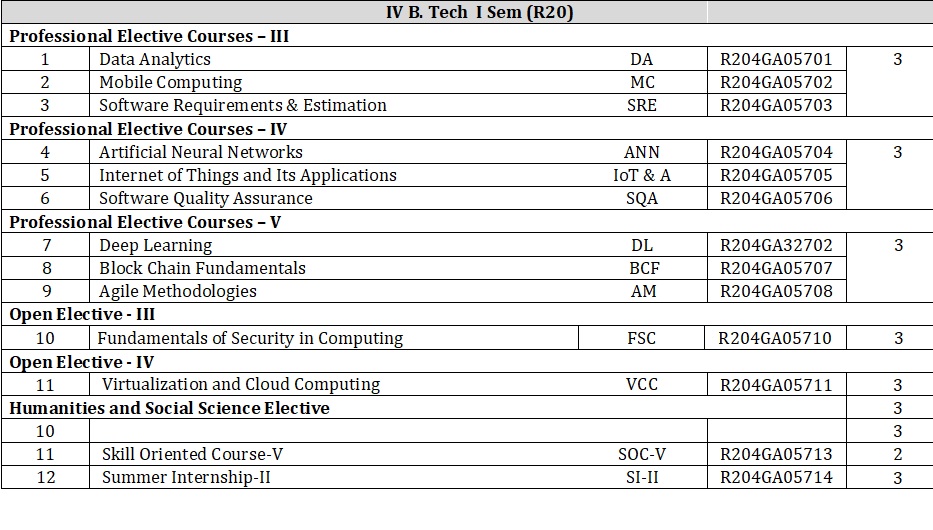 IV B. Tech I Sem (R20)
Professional Elective Courses – III
1 Data Analytics DA R204GA05701 3
2 Mobile Computing MC R204GA05702
3 Software Requirements & Estimation SRE R204GA05703
Professional Elective Courses – IV
4 Artificial Neural Networks ANN R204GA05704 3
5 Internet of Things and Its Applications IoT & A R204GA05705
6 Software Quality Assurance SQA R204GA05706
Professional Elective Courses – V
7 Deep Learning DL R204GA32702 3
8 Block Chain Fundamentals BCF R204GA05707
9 Agile Methodologies AM R204GA05708
Open Elective - III
10 Fundamentals of Security in Computing FSC R204GA05710 3
Open Elective - IV
11 Virtualization and Cloud Computing VCC R204GA05711 3
Humanities and Social Science Elective 3
10 3
11 Skill Oriented Course-V SOC-V R204GA05713 2
12 Summer Internship-II SI-II R204GA05714 3